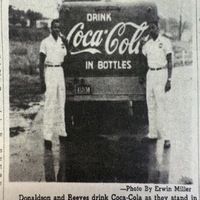 DRINK
Coca-Cola
IN BOTTLES
—Photo By Erwin Miller
Donaldson and Reeves drink Coca-Cola as they stand in